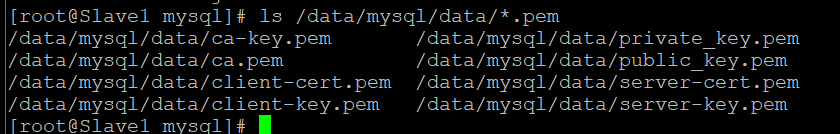 [root@Slave1 mysql]# ls /data/mysql/data/*.pem
/data/mysql/data/ca-key.pem /data/mysql/data/private_key.pem
/data/mysql/data/ca.pem /data/mysql/data/public_key.pem
/data/mysql/data/client-cert.pem /data/mysql/data/server-cert.pem
/data/mysql/data/client-key.pem /data/mysql/data/server-key.pem
[root@Slave1 mysql]#